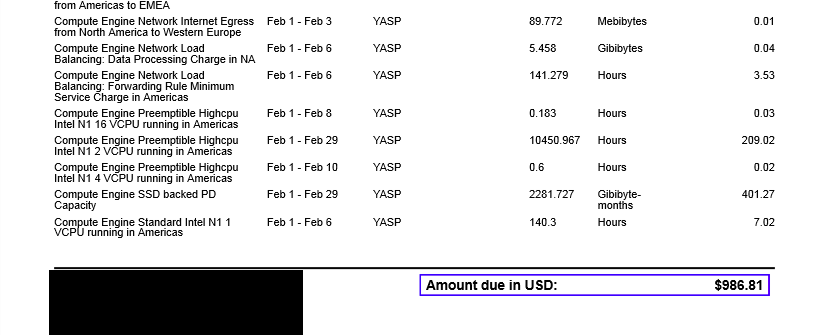 from Americas to EMEA
Compute Engine Network Internet Egress Feb 1 - Feb 3 YASP 89.772 Mebibytes 0.01
from North America to Western Europe
Compute Engine Network Load Feb 1 - Feb 6 YASP 5.458 Gibibytes 0.04
Balancing: Data Processing Charge in NA
Compute Engine Network Load Feb 1 - Feb 6 YASP 141.279 Hours 3.53
Balancing: Forwarding Rule Minimum
Service Charge in Americas
Compute Engine Preemptible Highcpu Feb 1 - Feb 8 YASP 0.183 Hours 0.03
Intel N1 16 VCPU running in Americas
Compute Engine Preemptible Highcpu Feb 1 - Feb 29 YASP 10450.967 Hours 209.02
Intel N1 2 VCPU running in Americas
Compute Engine Preemptible Highcpu Feb 1 - Feb 10 YASP 0.6 Hours 0.02
Intel N1 4 VCPU running in Americas
Compute Engine SSD backed PD Feb 1 - Feb 29 YASP 2281.727 Gibibyte- 401.27
Capacity months
Compute Engine Standard Intel N1 1 Feb 1 - Feb 6 YASP 140.3 Hours 7.02
VCPU running in Americas
Amount due in USD: $986.81